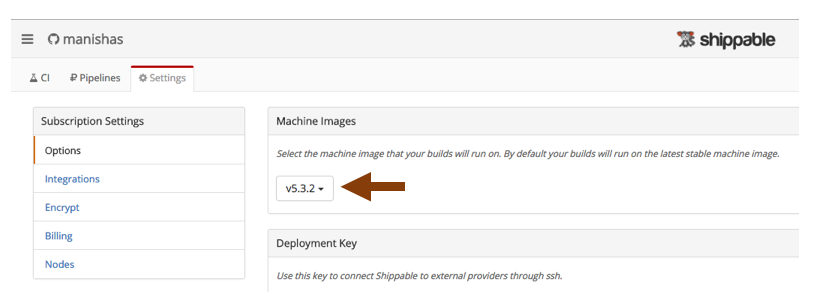 manishas
shippable
CI
Pipelines
Settings
Subscription Settings
Options
Integrations
Encrypt
Billing
Nodes
Machine Images
Select the machine image that your builds will run on. By default your builds will run on the latest stable machine image.
v5.3.2
Deployment Key
Use this key to connect Shippable to external providers through ssh.